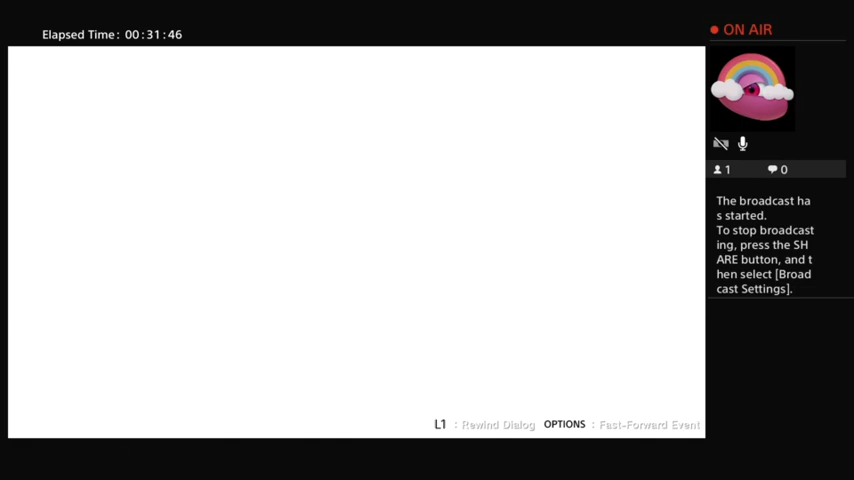 Elapsed Time: 00:31:46
ON AIR
1 0
The broadcast ha
s started.
To stop broadcast
ing, press the SH
ARE button, and t
hen select [Broad
cast Settings].
L1 : Rewind Dialog OPTIONS : Fast-Forward Event